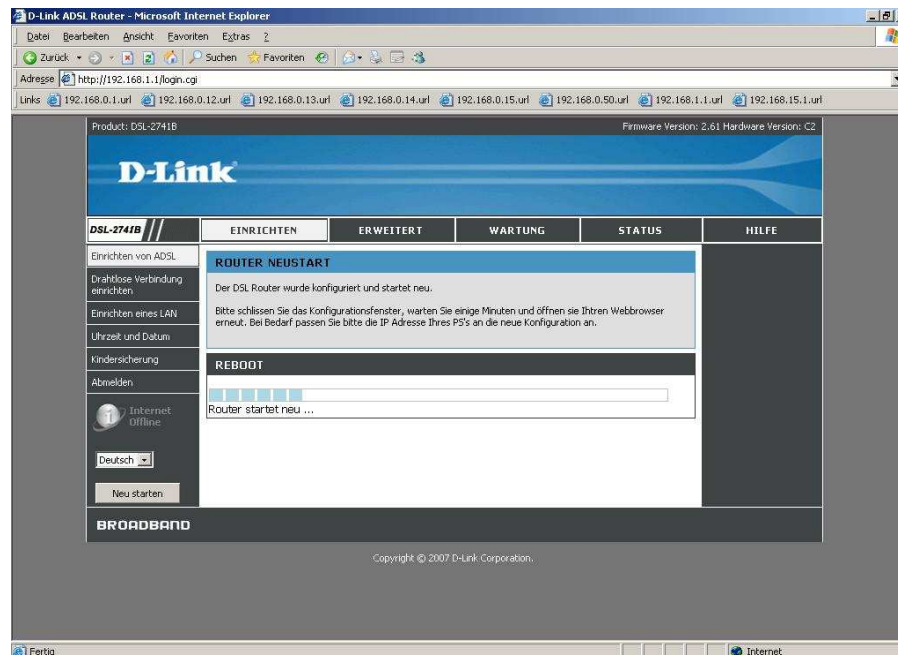 D-Link ADSL Router - Microsoft Internet Explorer
Datei Bearbeiten Ansicht Favoriten Extras ?
Zurück Suchen Favoriten
Adresse http://192.168.1.1/login.cgi
Links 192.168.0.1.url 192.168.0.12.url 192.168.0.13.url 192.168.0.14.url 192.168.0.15.url 192.168.0.50.url 192.168.1.1.url 192.168.15.1.url
Product: DSL-2741B Firmware Version: 2.61 Hardware Version: C2
D-Link
DSL-2741B EINRICHTEN ERWEITERT WARTUNG STATUS HILFE
Einrichten von ADSL
Drahtlose Verbindung
einrichten
Einrichten eines LAN
Uhrzeit und Datum
Kindersicherung
Abmelden
Internet
Offline
Deutsch
Neu starten
ROUTER NEUSTART
Der DSL Router wurde konfiguriert und startet neu.
Bitte schlissen Sie das Konfigurationsfenster, warten Sie einige Minuten und öffnen sie Ihtren Webbrowser
erneut. Bei Bedarf passen Sie bitte die IP Adresse Ihres PS's an die neue Konfiguration an.
REBOOT
Router startet neu ...
BROADBAND
Copyright © 2007 D-Link Corporation.
Fertig Internet